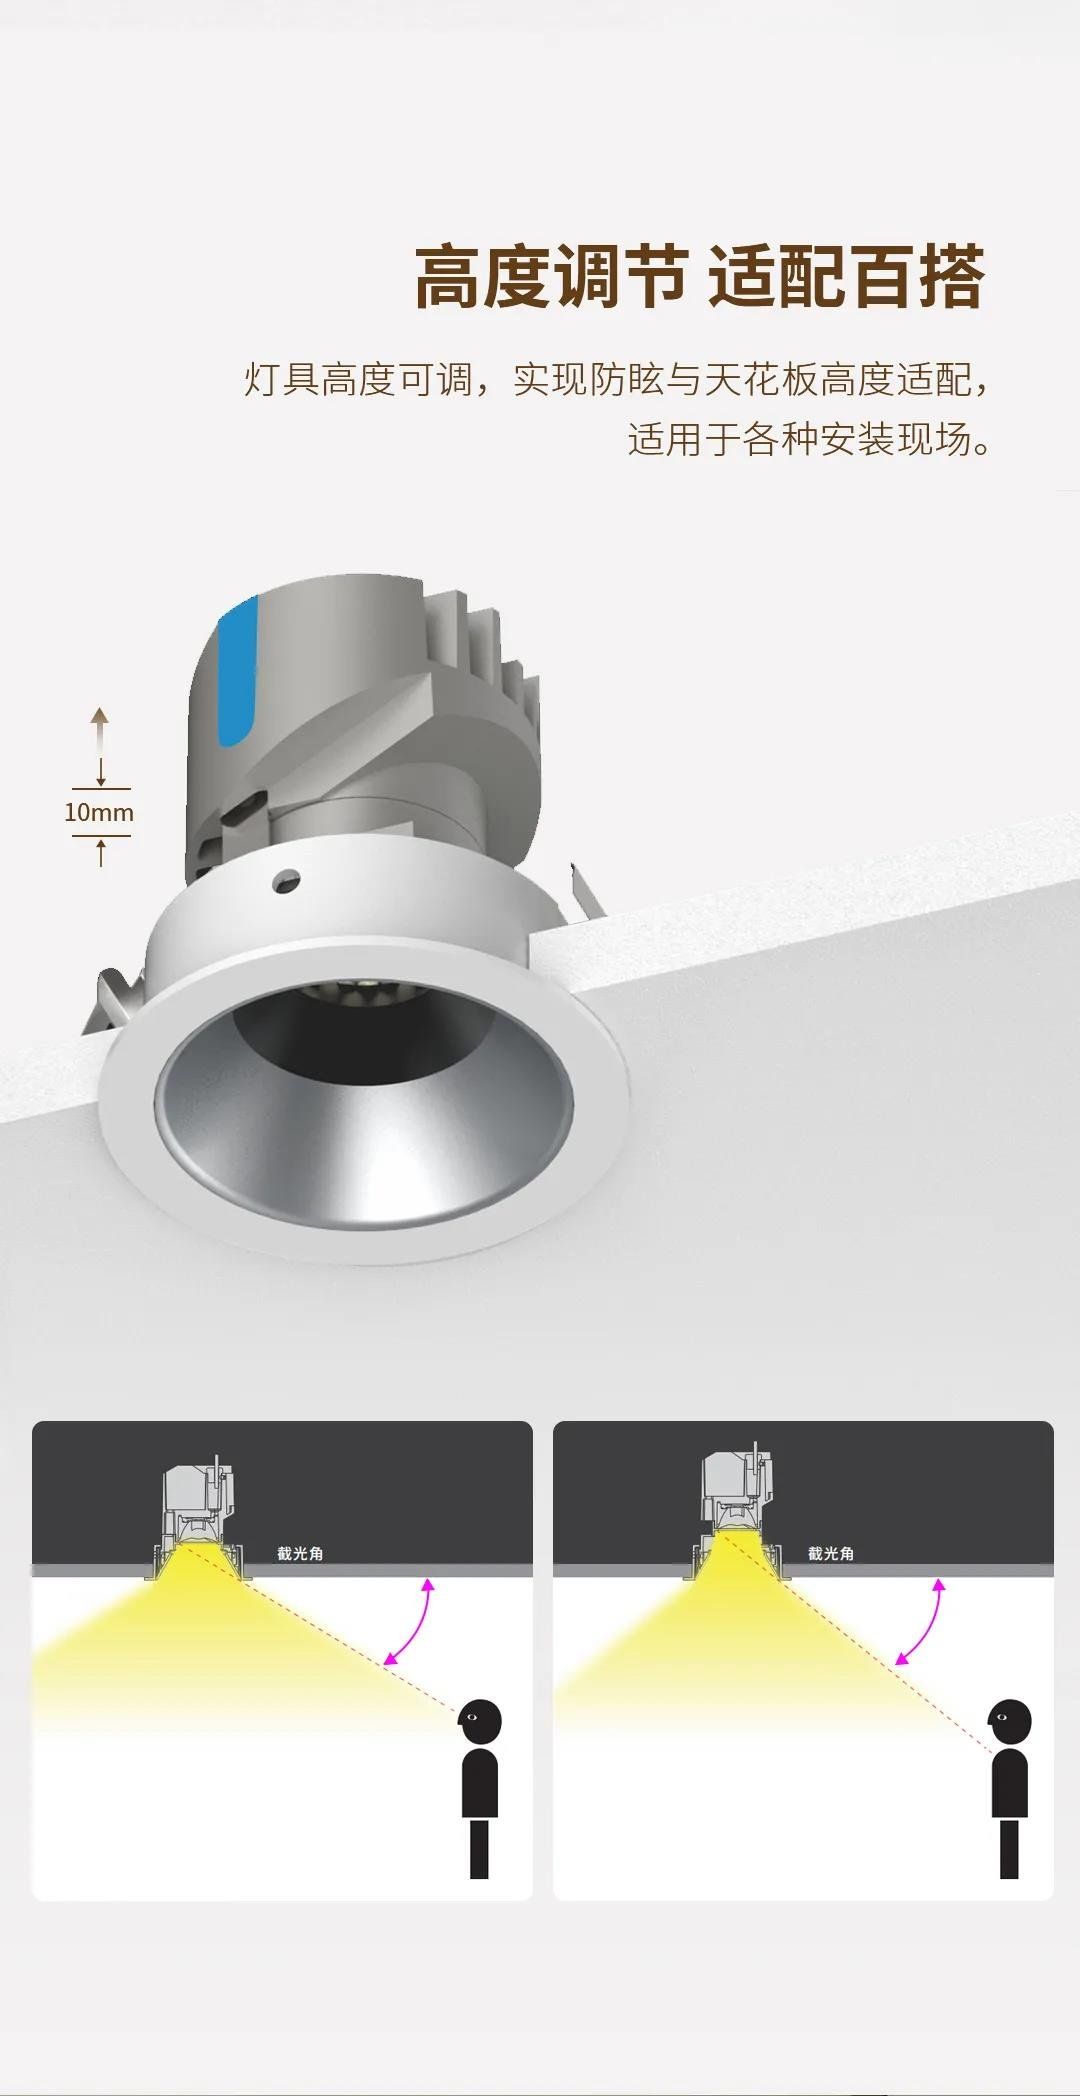 高度调节 适配百搭
灯具高度可调，实现防眩与天花板高度适配，
适用于各种安装现场。
10mm
截光角
截光角